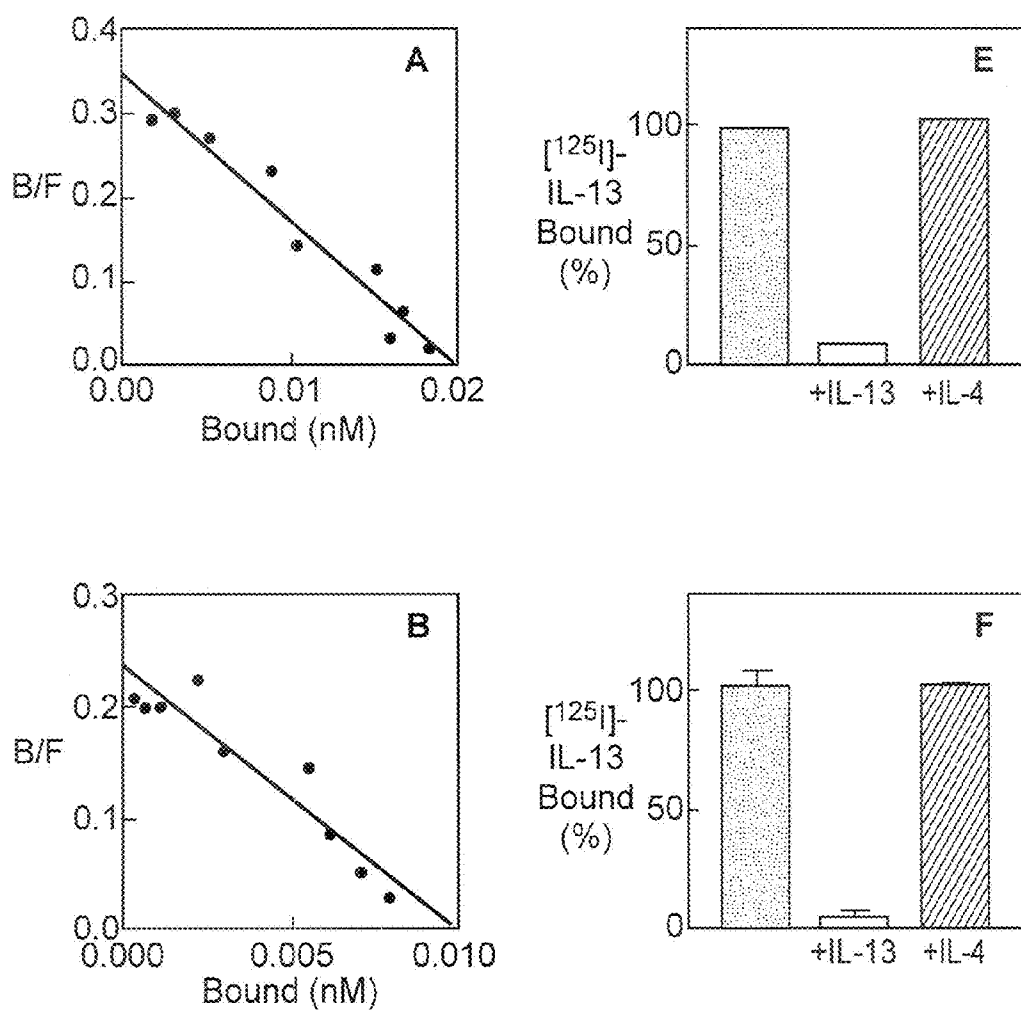 A
0.4
0.3
B/F 0.2
0.1
0.0
0.00 0.01 0.02
Bound (nM)
E
[125I]-
IL-13
Bound
(%)
100
50
0
+IL-13 +IL-4
B
0.3
0.2
B/F
0.1
0.0
0.000 0.005 0.010
Bound (nM)
F
[125I]-
IL-13
Bound
(%)
100
50
0
+IL-13 +IL-4